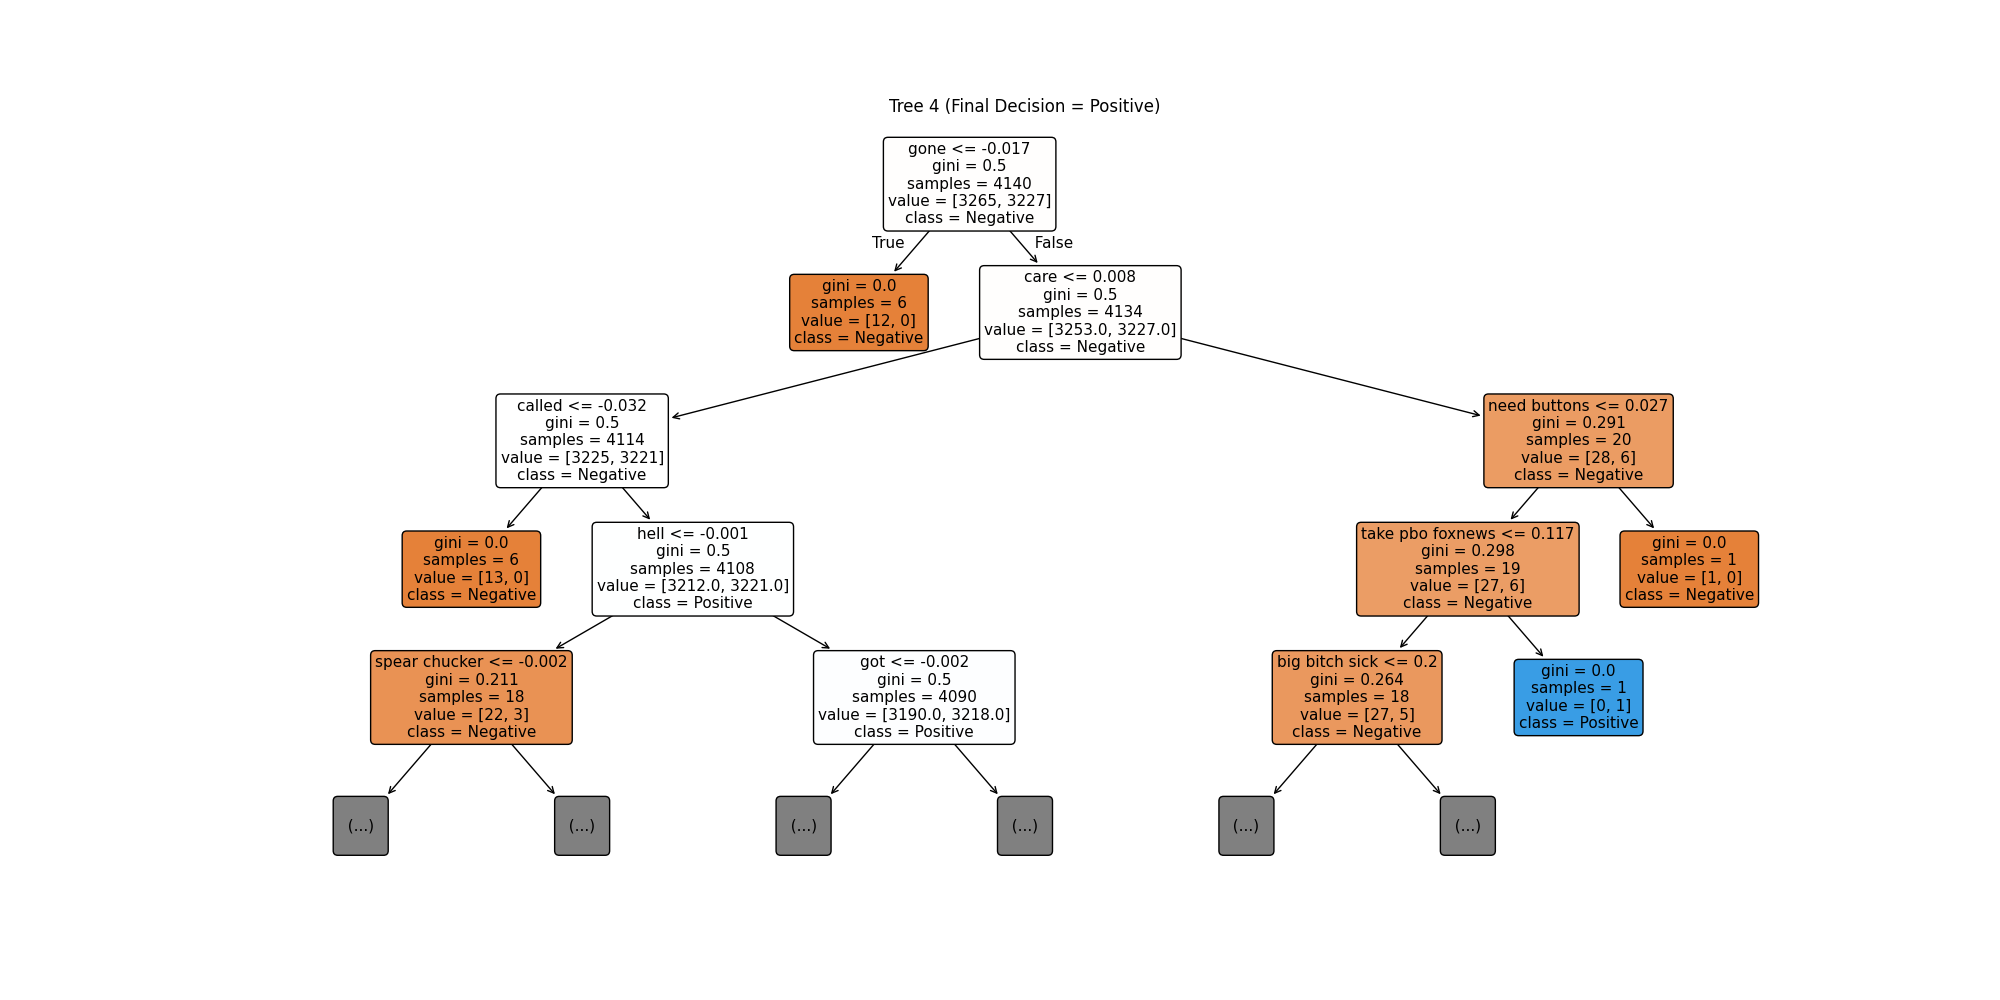 Tree 4 (Final Decision = Positive)
gone <= -0.017
gini = 0.5
samples = 4140
value = [3265, 3227]
class = Negative
True
False
gini = 0.0
samples = 6
value = [12, 0]
class = Negative
care <= 0.008
gini = 0.5
samples = 4134
value = [3253.0, 3227.0]
class = Negative
called <= -0.032
gini = 0.5
samples = 4114
value = [3225, 3221]
class = Negative
need buttons <= 0.027
gini = 0.291
samples = 20
value = [28, 6]
class = Negative
gini = 0.0
samples = 6
value = [13, 0]
class = Negative
hell <= -0.001
gini = 0.5
samples = 4108
value = [3212.0, 3221.0]
class = Positive
take pbo foxnews <= 0.117
gini = 0.298
samples = 19
value = [27, 6]
class = Negative
gini = 0.0
samples = 1
value = [1, 0]
class = Negative
spear chucker <= -0.002
gini = 0.211
samples = 18
value = [22, 3]
class = Negative
got <= -0.002
gini = 0.5
samples = 4090
value = [3190.0, 3218.0]
class = Positive
big bitch sick <= 0.2
gini = 0.264
samples = 18
value = [27, 5]
class = Negative
gini = 0.0
samples = 1
value = [0, 1]
class = Positive
(...)
(...)
(...)
(...)
(...)
(...)